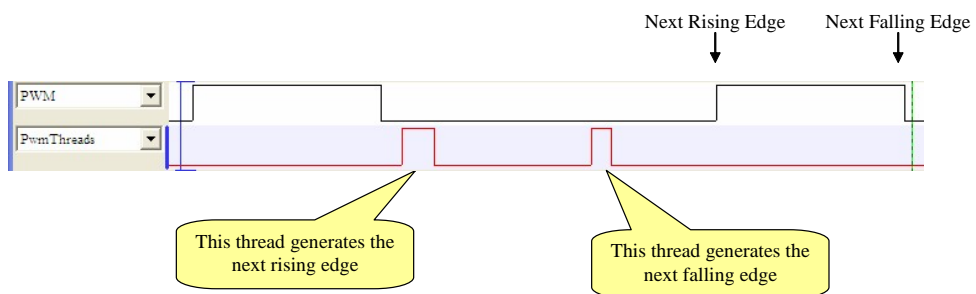 Next Rising Edge
Next Falling Edge
PWM
PwmThreads
This thread generates the
next rising edge
This thread generates the
next falling edge